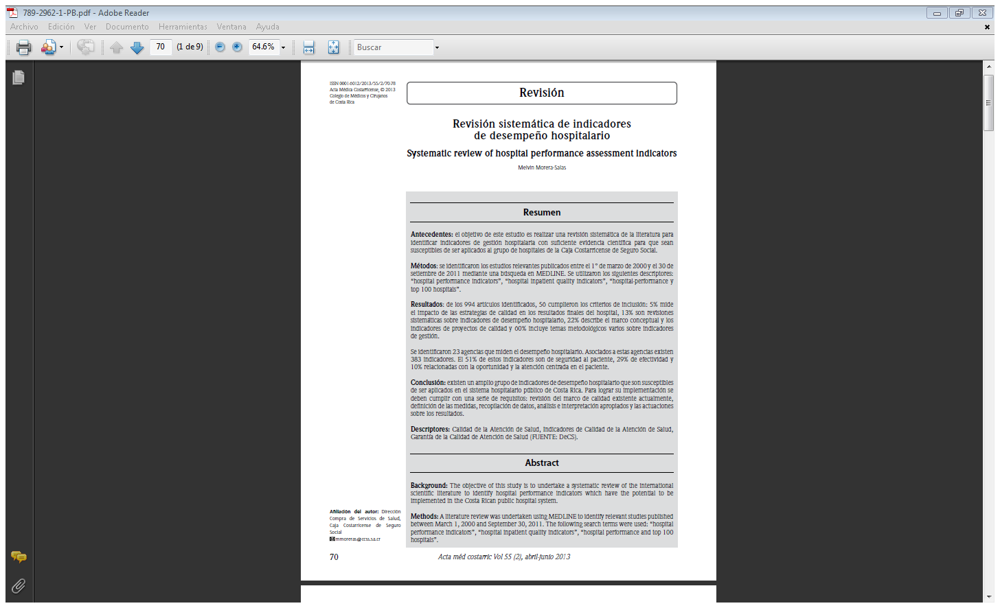 789-2962-1-PB.pdf - Adobe Reader
Archivo Edición Ver Documento Herramientas Ventana Ayuda
70 (1 de 9) 64.6% Buscar
ISSN 0001-6012/2013/55/2/70-78
Acta Médica Costarricense, © 2013
Colegio de Médicos y Cirujanos
de Costa Rica
Revisión
Revisión sistemática de indicadores
de desempeño hospitalario
Systematic review of hospital performance assessment indicators
Melvin Morera-Salas
Resumen
Antecedentes: el objetivo de este estudio es realizar una revisión sistemática de la literatura para
identificar indicadores de gestión hospitalaria con suficiente evidencia científica para que sean
susceptibles de ser aplicados al grupo de hospitales de la Caja Costarricense de Seguro Social.
Métodos: se identificaron los estudios relevantes publicados entre el 1° de marzo de 2000 y el 30 de
setiembre de 2011 mediante una búsqueda en MEDLINE. Se utilizaron los siguientes descriptores:
“hospital performance indicators”, “hospital inpatient quality indicators”, “hospital-performance y
top 100 hospitals”.
Resultados: de los 994 artículos identificados, 56 cumplieron los criterios de inclusión: 5% mide
el impacto de las estrategias de calidad en los resultados finales del hospital, 13% son revisiones
sistemáticas sobre indicadores de desempeño hospitalario, 22% describe el marco conceptual y los
indicadores de proyectos de calidad y 60% incluye temas metodológicos varios sobre indicadores
de gestión.
Se identificaron 23 agencias que miden el desempeño hospitalario. Asociados a estas agencias existen
383 indicadores. El 51% de estos indicadores son de seguridad al paciente, 29% de efectividad y
10% relacionadas con la oportunidad y la atención centrada en el paciente.
Conclusión: existen un amplio grupo de indicadores de desempeño hospitalario que son susceptibles
de ser aplicados en el sistema hospitalario público de Costa Rica. Para lograr su implementación se
deben cumplir con una serie de requisitos: revisión del marco de calidad existente actualmente,
definición de las medidas, recopilación de datos, análisis e interpretación apropiados y las actuaciones
sobre los resultados.
Descriptores: Calidad de la Atención de Salud, Indicadores de Calidad de la Atención de Salud,
Garantía de la Calidad de Atención de Salud (FUENTE: DeCS).
Abstract
Background: The objective of this study is to undertake a systematic review of the international
scientific literature to identify hospital performance indicators which have the potential to be
implemented in the Costa Rican public hospital system.
Methods: A literature review was undertaken using MEDLINE to identify relevant studies published
between March 1, 2000 and September 30, 2011. The following search terms were used: “hospital
performance indicators”, “hospital inpatient quality indicators”, “hospital performance and top 100
hospitals”.
Afiliación del autor: Dirección
Compra de Servicios de Salud,
Caja Costarricense de Seguro
Social
mmoreras@ccss.sa.cr
70
Acta méd costarric Vol 55 (2), abril-junio 2013